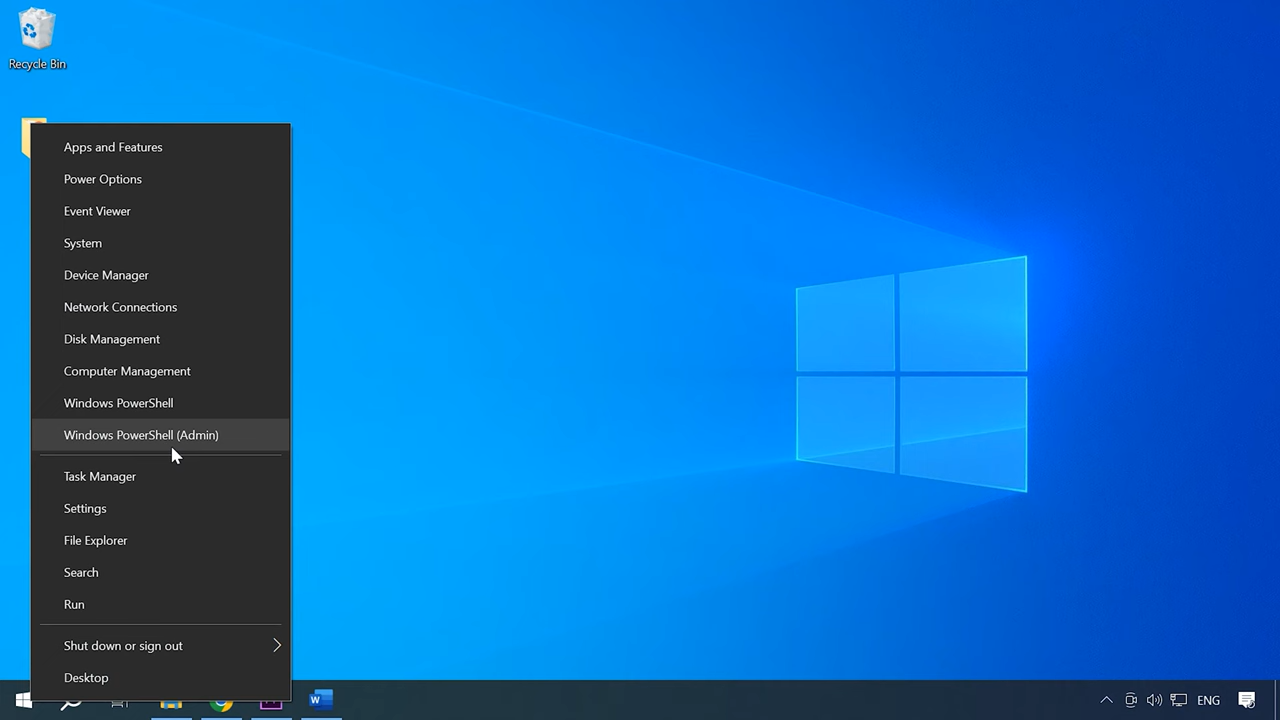 Recycle Bin
Apps and Features
Power Options
Event Viewer
System
Device Manager
Network Connections
Disk Management
Computer Management
Windows PowerShell
Windows PowerShell (Admin)
Task Manager
Settings
File Explorer
Search
Run
Shut down or sign out
Desktop
W
ENG